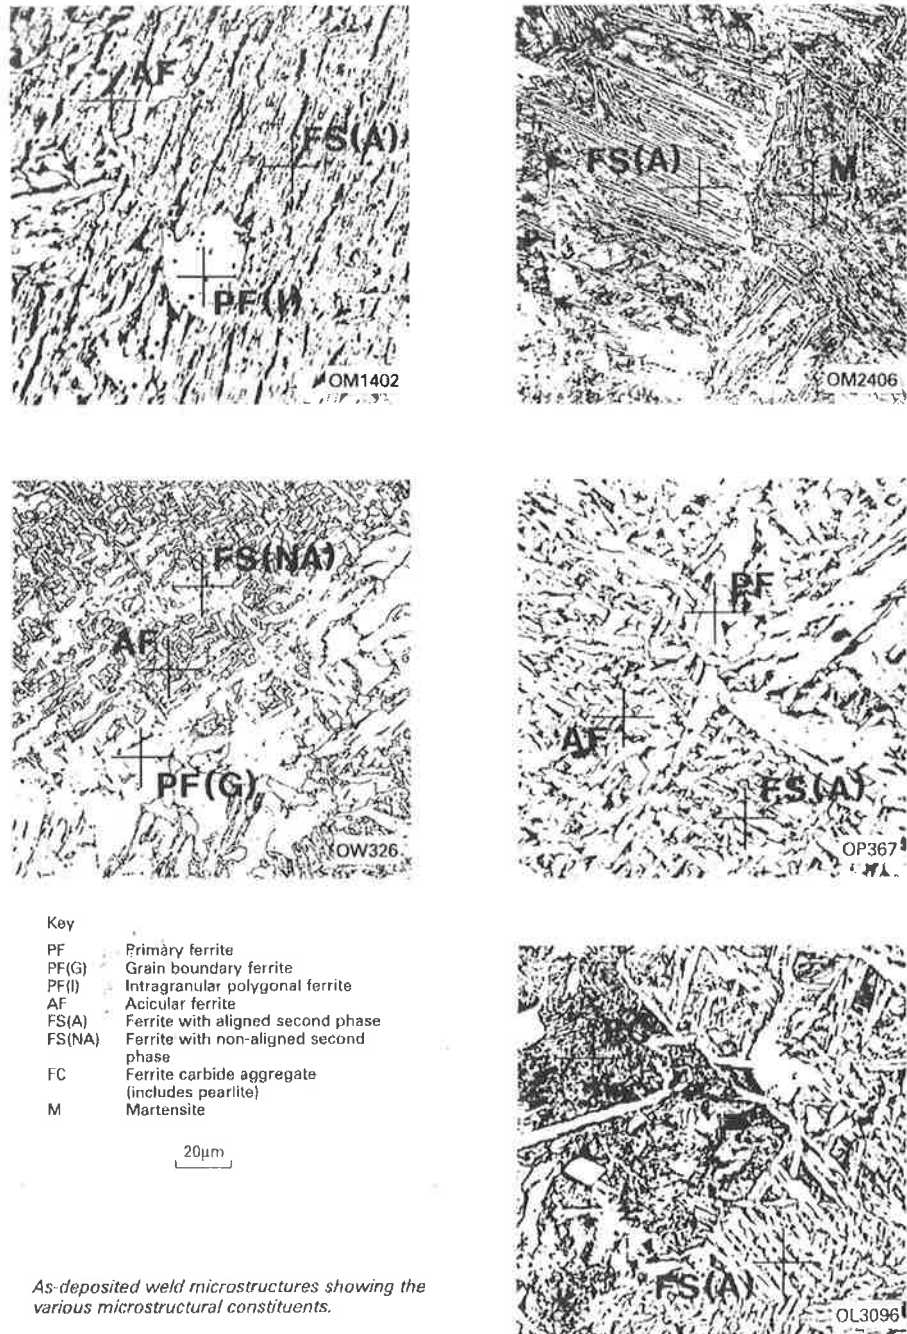 AF
FS(A)
PF(I)
OM1402
FS(A)
M
OM2406
FS(NA)
AF
PF(G)
OW326
PF
AF
FS(A)
OP367
Key
PF Primary ferrite
PF(G) Grain boundary ferrite
PF(I) Intragranular polygonal ferrite
AF Acicular ferrite
FS(A) Ferrite with aligned second phase
FS(NA) Ferrite with non-aligned second
phase
FC Ferrite carbide aggregate
(includes pearlite)
M Martensite
20μm
FS(A)
OL3096
As-deposited weld microstructures showing the
various microstructural constituents.